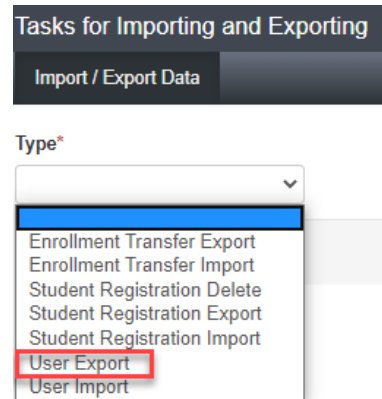 Tasks for Importing and Exporting
Import / Export Data
Type*
Enrollment Transfer Export
Enrollment Transfer Import
Student Registration Delete
Student Registration Export
Student Registration Import
User Export
User Import